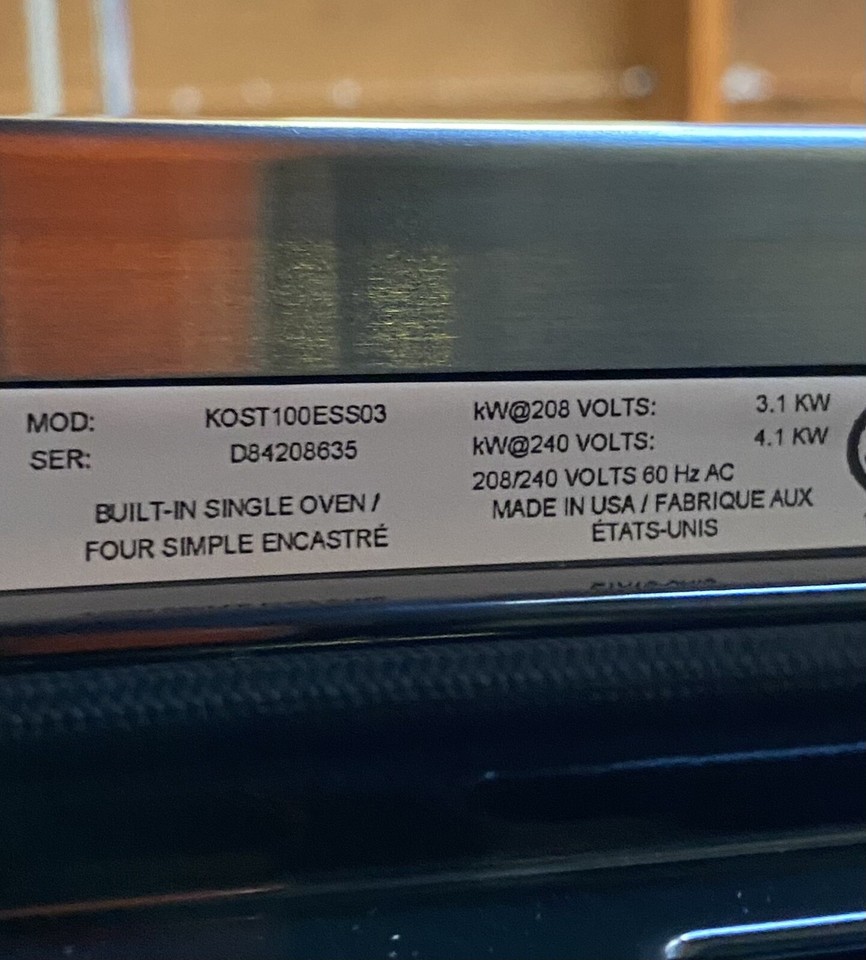 MOD: KOST100ESS03
SER: D84208635
BUILT-IN SINGLE OVEN /
FOUR SIMPLE ENCASTRÉ
kW@208 VOLTS: 3.1 KW
kW@240 VOLTS: 4.1 KW
208/240 VOLTS 60 Hz AC
MADE IN USA / FABRIQUE AUX
ÉTATS-UNIS